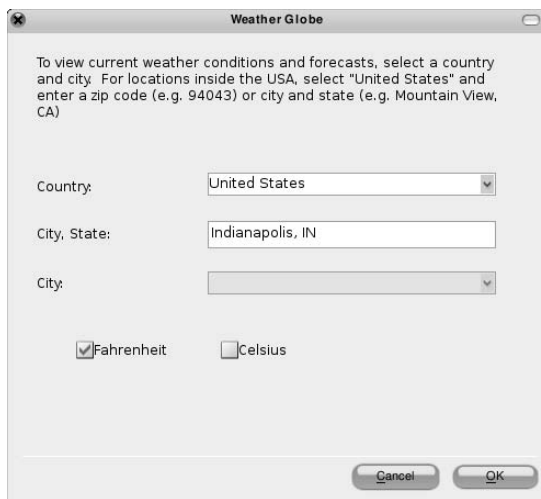 Weather Globe
To view current weather conditions and forecasts, select a country
and city. For locations inside the USA, select "United States" and
enter a zip code (e.g. 94043) or city and state (e.g. Mountain View,
CA)
Country:
United States
City, State:
Indianapolis, IN
City:
Fahrenheit
Celsius
Cancel
OK